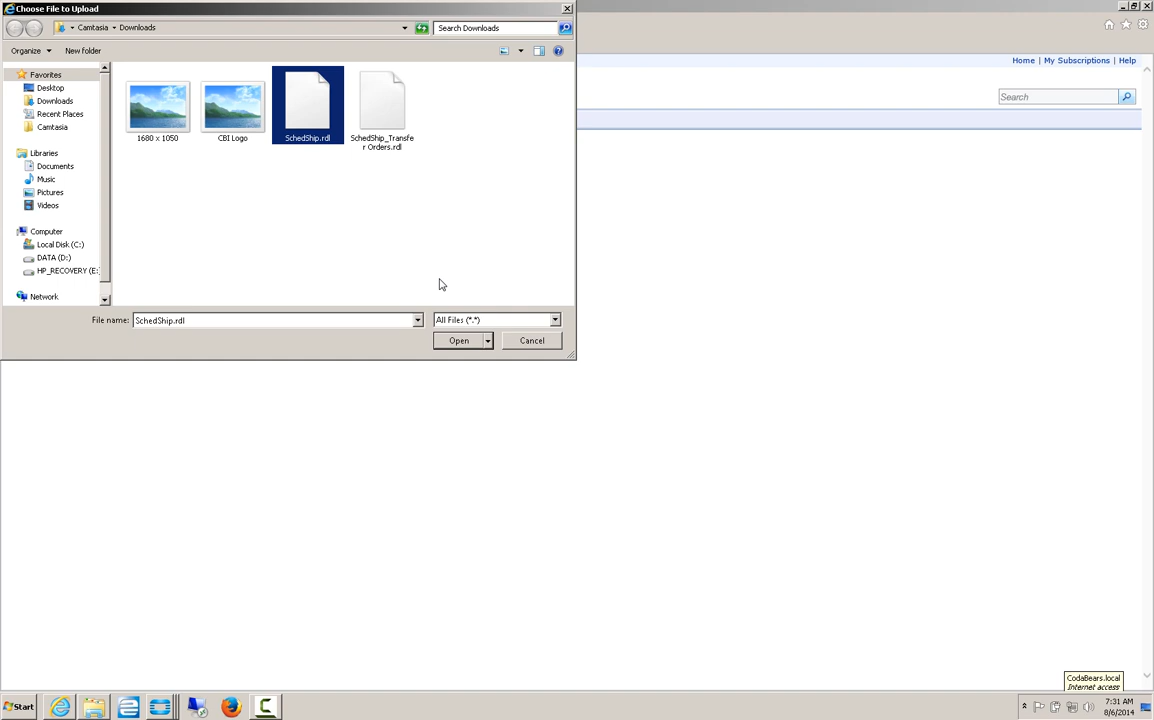 Choose File to Upload
Camtasia Downloads
Search Downloads
Organize New folder
Home | My Subscriptions | Help
Search
Favorites
Desktop
Downloads
Recent Places
Camtasia
Libraries
Documents
Music
Pictures
Videos
Computer
Local Disk (C:)
DATA (D:)
HP_RECOVERY (E:)
Network
1680 x 1050
CBI Logo
SchedShip.rdl
SchedShip_Transfe
r Orders.rdl
File name: SchedShip.rdl
All Files (*.*)
Open Cancel
CodaBears.local
Internet access
Start
7:31 AM
8/6/2014